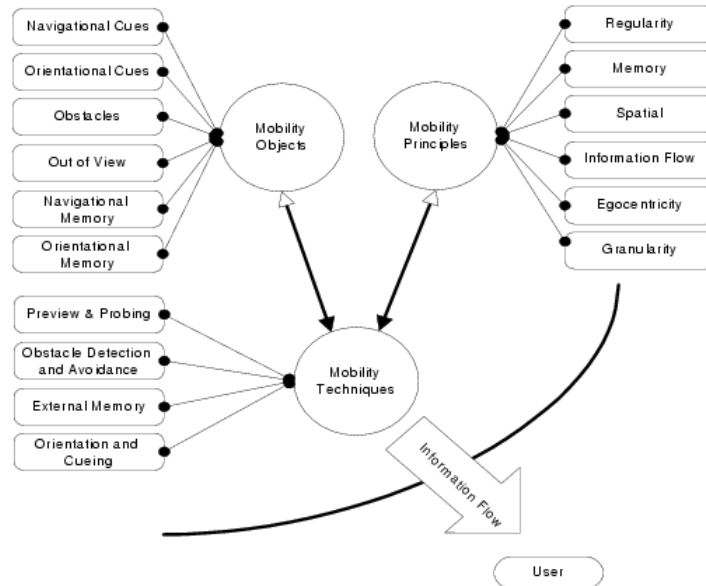 Navigational Cues
Orientational Cues
Obstacles
Out of View
Navigational
Memory
Orientational
Memory
Mobility
Objects
Mobility
Principles
Regularity
Memory
Spatial
Information Flow
Egocentricity
Granularity
Preview & Probing
Obstacle Detection
and Avoidance
External Memory
Orientation and
Cueing
Mobility
Techniques
Information Flow
User